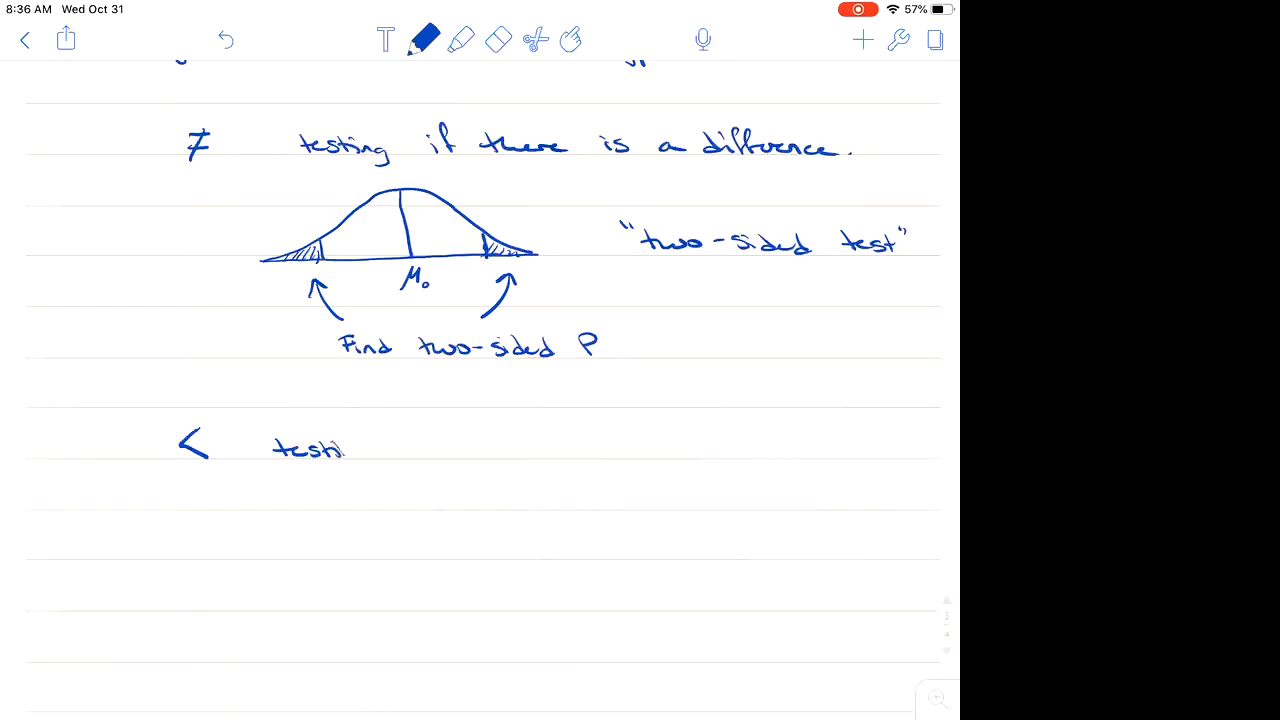 8:36 AM Wed Oct 31
57%
T
≠ testing if there is a difference.
"two-sided test"
μ₀
Find two-sided P
< testi